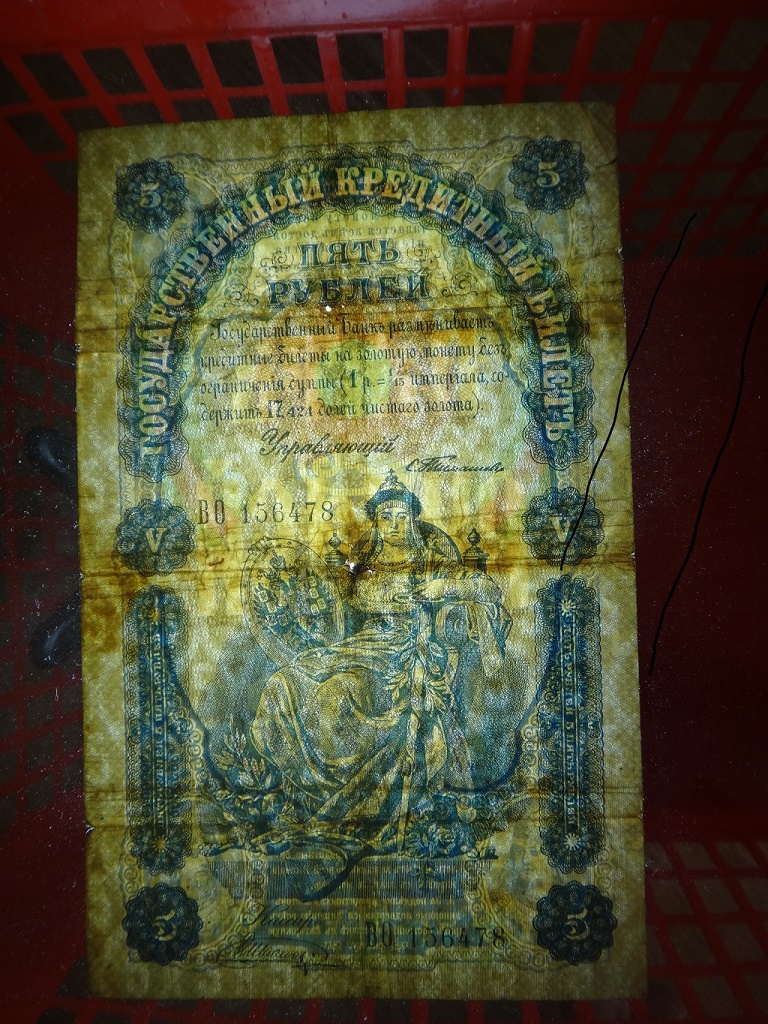 5 5
ГОСУДАРСТВЕННЫЙ КРЕДИТНЫЙ БИЛЕТЪ
ПЯТЬ
РУБЛЕЙ
Государственный Банкъ размѣниваетъ
кредитные билеты на золотую монету безъ
ограниченія суммы (1 р. = 1/15 имперіала, со-
держитъ 17,424 долей чистаго золота).
Управляющій
ВО 156478
V V
ВО 156478
5 5